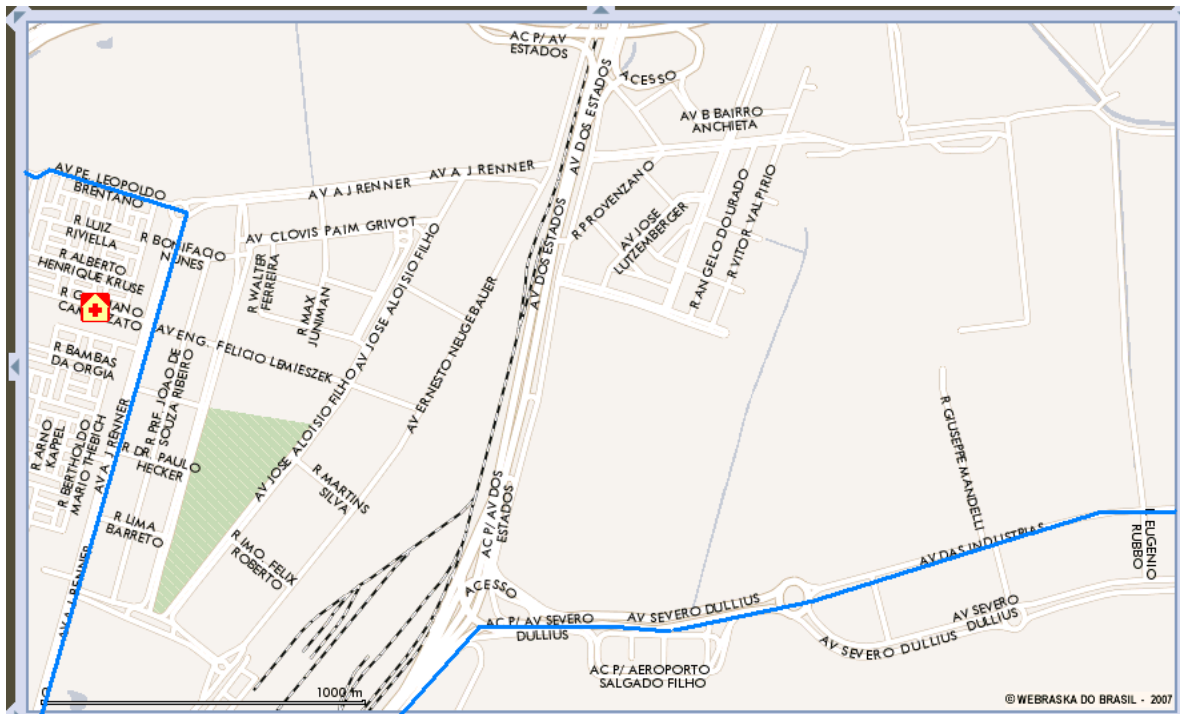 AC P/ AV
ESTADOS
ACESSO
AV DOS ESTADOS
AV B BAIRRO
ANCHIETA
AV PE. LEOPOLDO
BRENTANO
AV A J RENNER
AV A J RENNER
R PROVENZANO
AV JOSE
LUTZEMBERGER
R ANGELO DOURADO
R VITOR VALPIRIO
R LUIZ
RIVIELLA
R BONIFACIO
NUNES
AV CLOVIS PAIM GRIVOT
AV DOS ESTADOS
R ALBERTO
HENRIQUE KRUSE
R WALTER
FERREIRA
R MAX
JUNIMAN
AV JOSE ALOISIO FILHO
AV ERNESTO NEUGEBAUER
AV ENG. FELICIO LEMIESZEK
R BAMBAS
DA ORGIA
R PRF. JOAO DE
SOUZA RIBEIRO
R ARNO
KAPPEL
R BERTHOLDO
MARIO THEBICH
AV A J RENNER
R DR. PAULO
HECKER
AV JOSE ALOISIO FILHO
R MARTINS
SILVA
R GIUSEPPE MANDELLI
R LIMA
BARRETO
R IMO. FELIX
ROBERTO
AC P/ AV DOS
ESTADOS
AV DAS INDUSTRIAS
EUGENIO
RUBBO
AV A J RENNER
ACESSO
AC P/ AV SEVERO
DULLIUS
AV SEVERO DULLIUS
AV SEVERO
DULLIUS
AV SEVERO DULLIUS
AC P/ AEROPORTO
SALGADO FILHO
0
1000 m
© WEBRASKA DO BRASIL - 2007